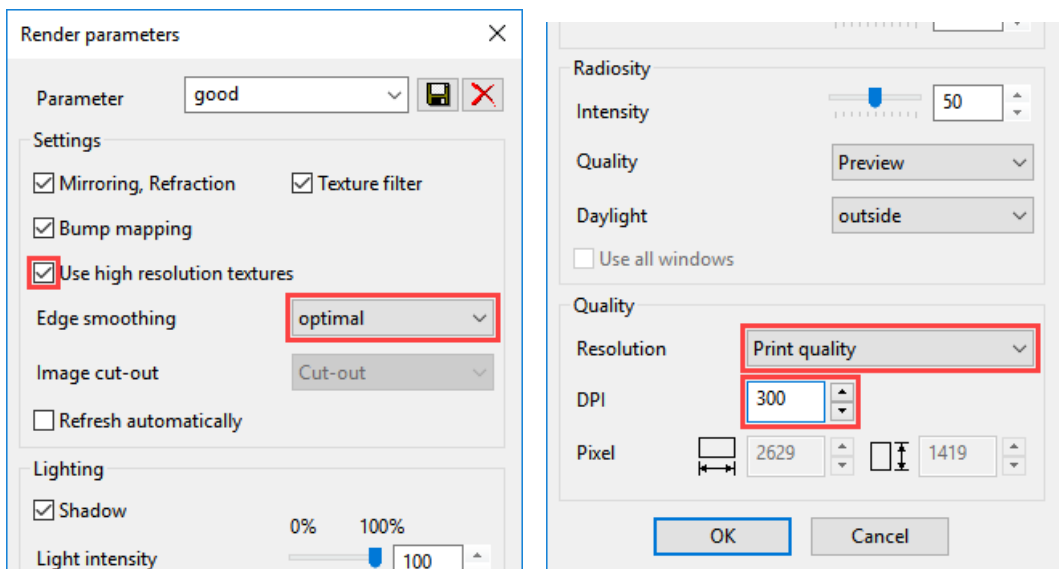 Render parameters
Parameter good
Settings
Mirroring, Refraction Texture filter
Bump mapping
Use high resolution textures
Edge smoothing optimal
Image cut-out Cut-out
Refresh automatically
Lighting
Shadow
0% 100%
Light intensity 100
Radiosity
Intensity 50
Quality Preview
Daylight outside
Use all windows
Quality
Resolution Print quality
DPI 300
Pixel 2629 1419
OK Cancel